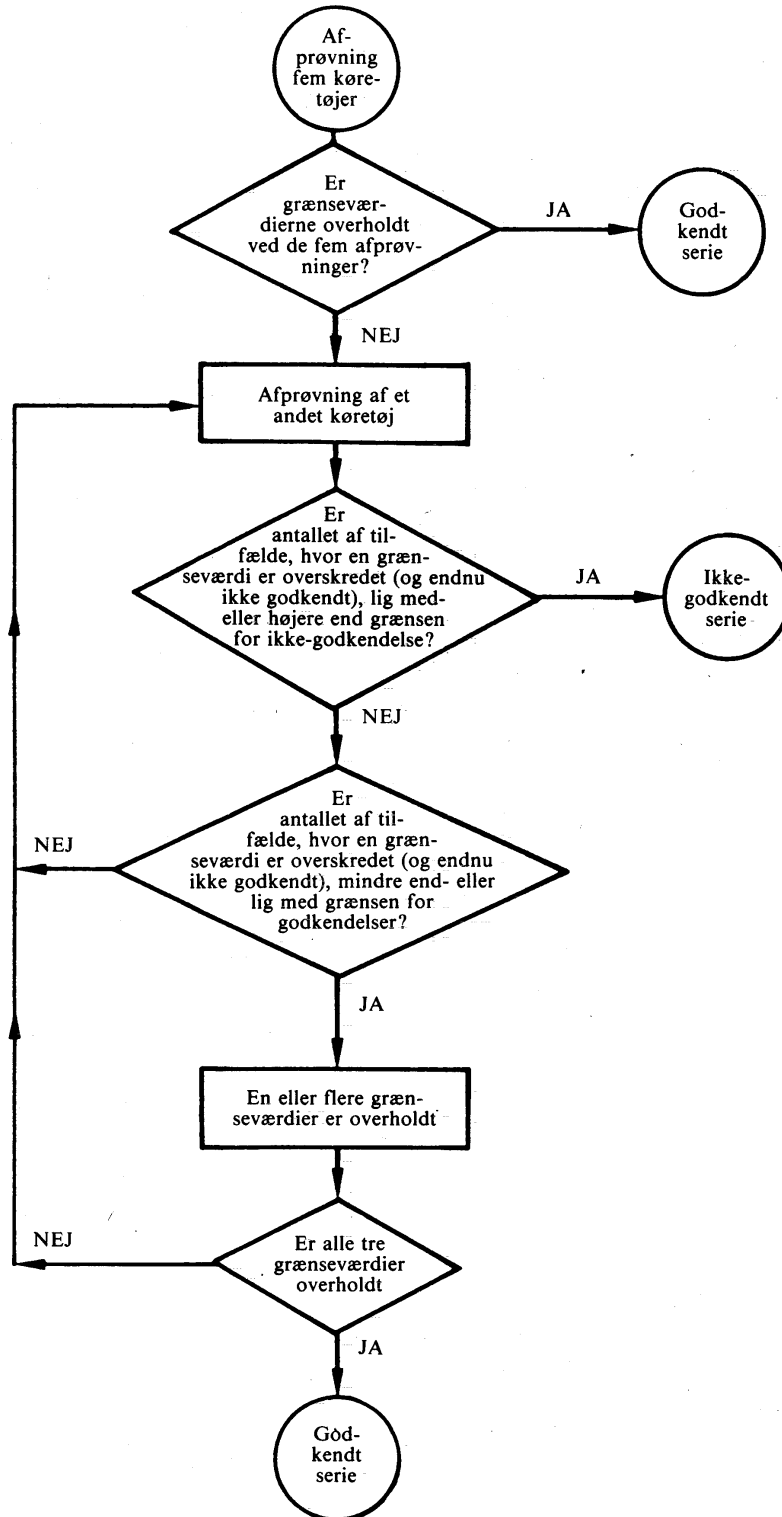 Af-
prøvning
fem køre-
tøjer
Er
grænsevær-
dierne overholdt
ved de fem afprøv-
ninger?
JA
God-
kendt
serie
NEJ
Afprøvning af et
andet køretøj
Er
antallet af til-
fælde, hvor en græn-
seværdi er overskredet (og endnu
ikke godkendt), lig med-
eller højere end grænsen
for ikke-godkendelse?
JA
Ikke-
godkendt
serie
NEJ
Er
antallet af til-
fælde, hvor en græn-
seværdi er overskredet (og endnu
ikke godkendt), mindre end- eller
lig med grænsen for
godkendelser?
NEJ
JA
En eller flere græn-
seværdier er overholdt
NEJ
Er alle tre
grænseværdier
overholdt
JA
God-
kendt
serie